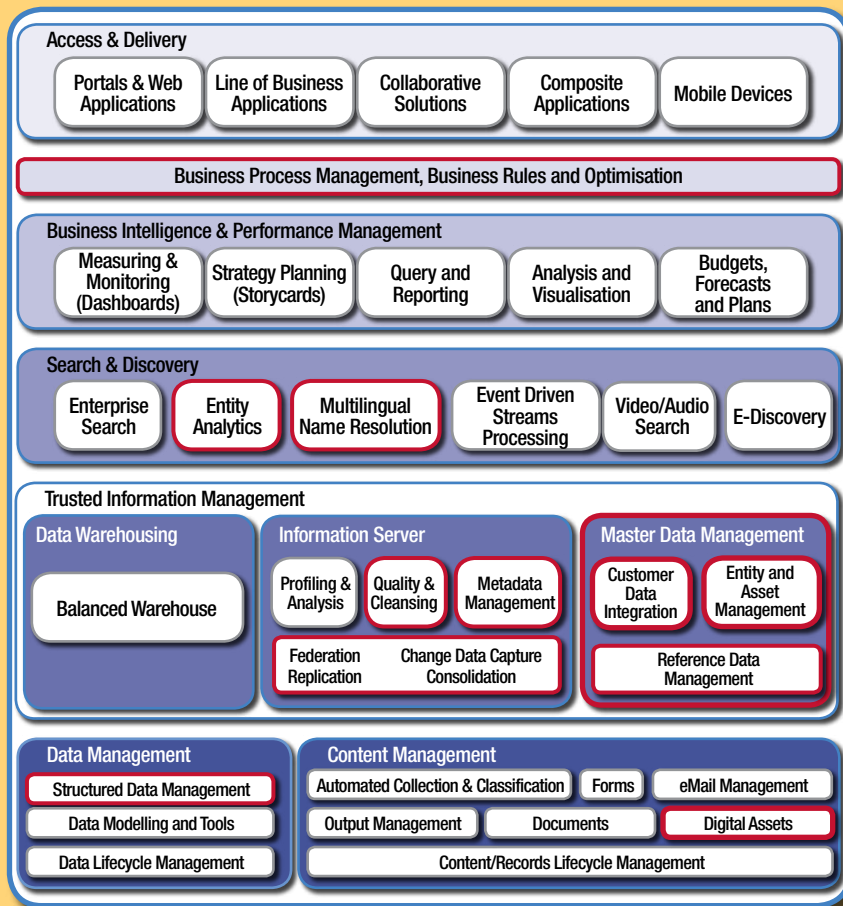 Access & Delivery
Portals & Web
Applications
Line of Business
Applications
Collaborative
Solutions
Composite
Applications
Mobile Devices
Business Process Management, Business Rules and Optimisation
Business Intelligence & Performance Management
Measuring &
Monitoring
(Dashboards)
Strategy Planning
(Storycards)
Query and
Reporting
Analysis and
Visualisation
Budgets,
Forecasts
and Plans
Search & Discovery
Enterprise
Search
Entity
Analytics
Multilingual
Name Resolution
Event Driven
Streams
Processing
Video/Audio
Search
E-Discovery
Trusted Information Management
Data Warehousing
Balanced Warehouse
Information Server
Profiling &
Analysis
Quality &
Cleansing
Metadata
Management
Federation
Replication
Change Data Capture
Consolidation
Master Data Management
Customer
Data
Integration
Entity and
Asset
Management
Reference Data
Management
Data Management
Structured Data Management
Data Modelling and Tools
Data Lifecycle Management
Content Management
Automated Collection & Classification
Forms
eMail Management
Output Management
Documents
Digital Assets
Content/Records Lifecycle Management